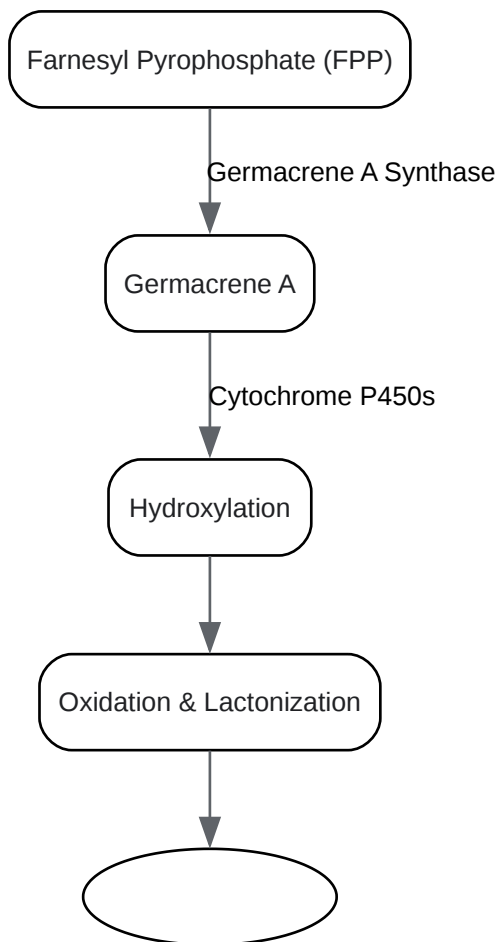 Farnesyl Pyrophosphate (FPP)
Germacrene A Synthase
Germacrene A
Cytochrome P450s
Hydroxylation
Oxidation & Lactonization